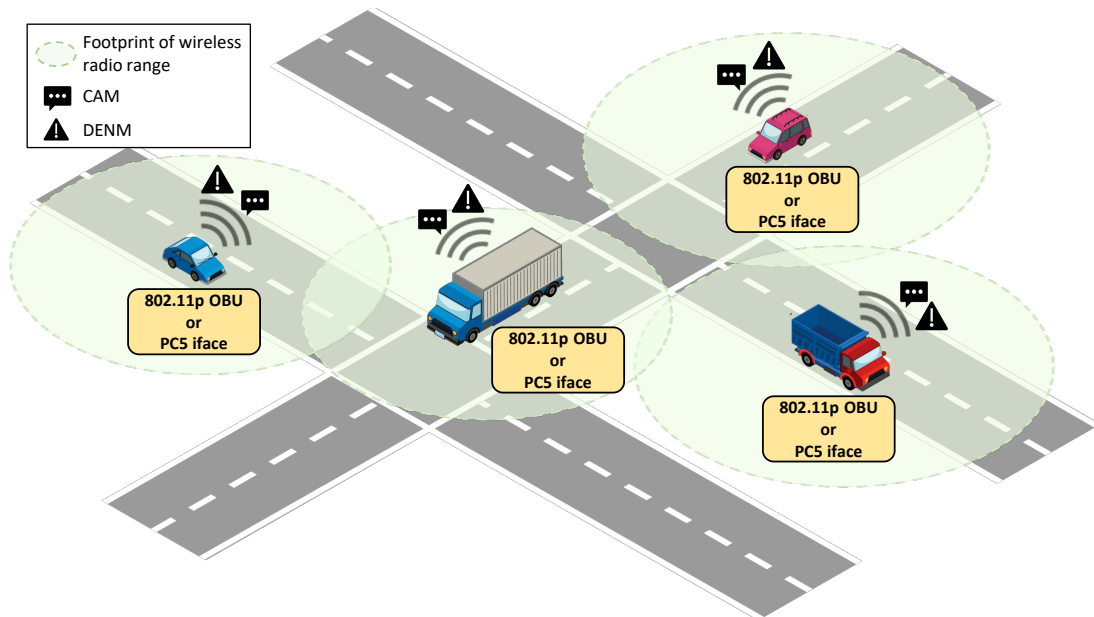 Footprint of wireless
radio range
CAM
DENM
802.11p OBU
or
PC5 iface
802.11p OBU
or
PC5 iface
802.11p OBU
or
PC5 iface
802.11p OBU
or
PC5 iface